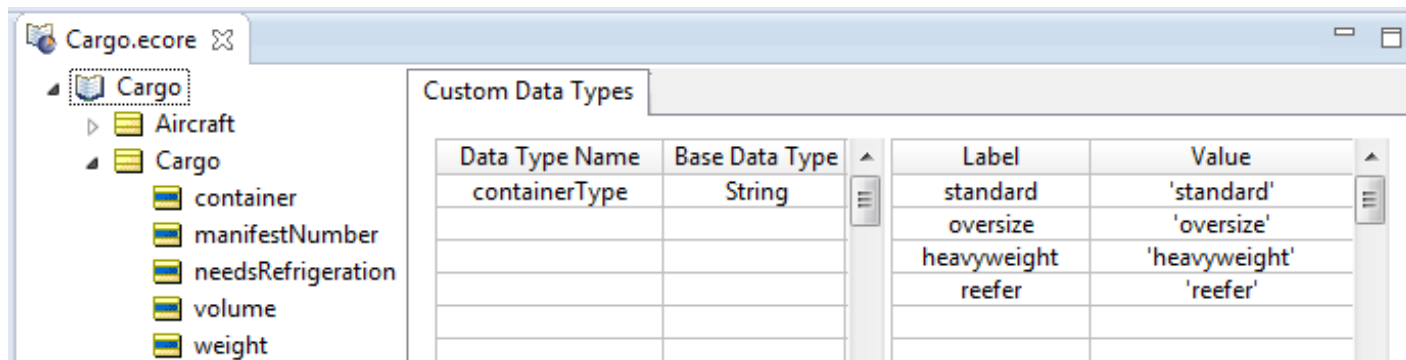 Cargo.ecore
Cargo
Aircraft
Cargo
container
manifestNumber
needsRefrigeration
volume
weight
Custom Data Types
Data Type Name Base Data Type
containerType String
Label Value
standard 'standard'
oversize 'oversize'
heavyweight 'heavyweight'
reefer 'reefer'